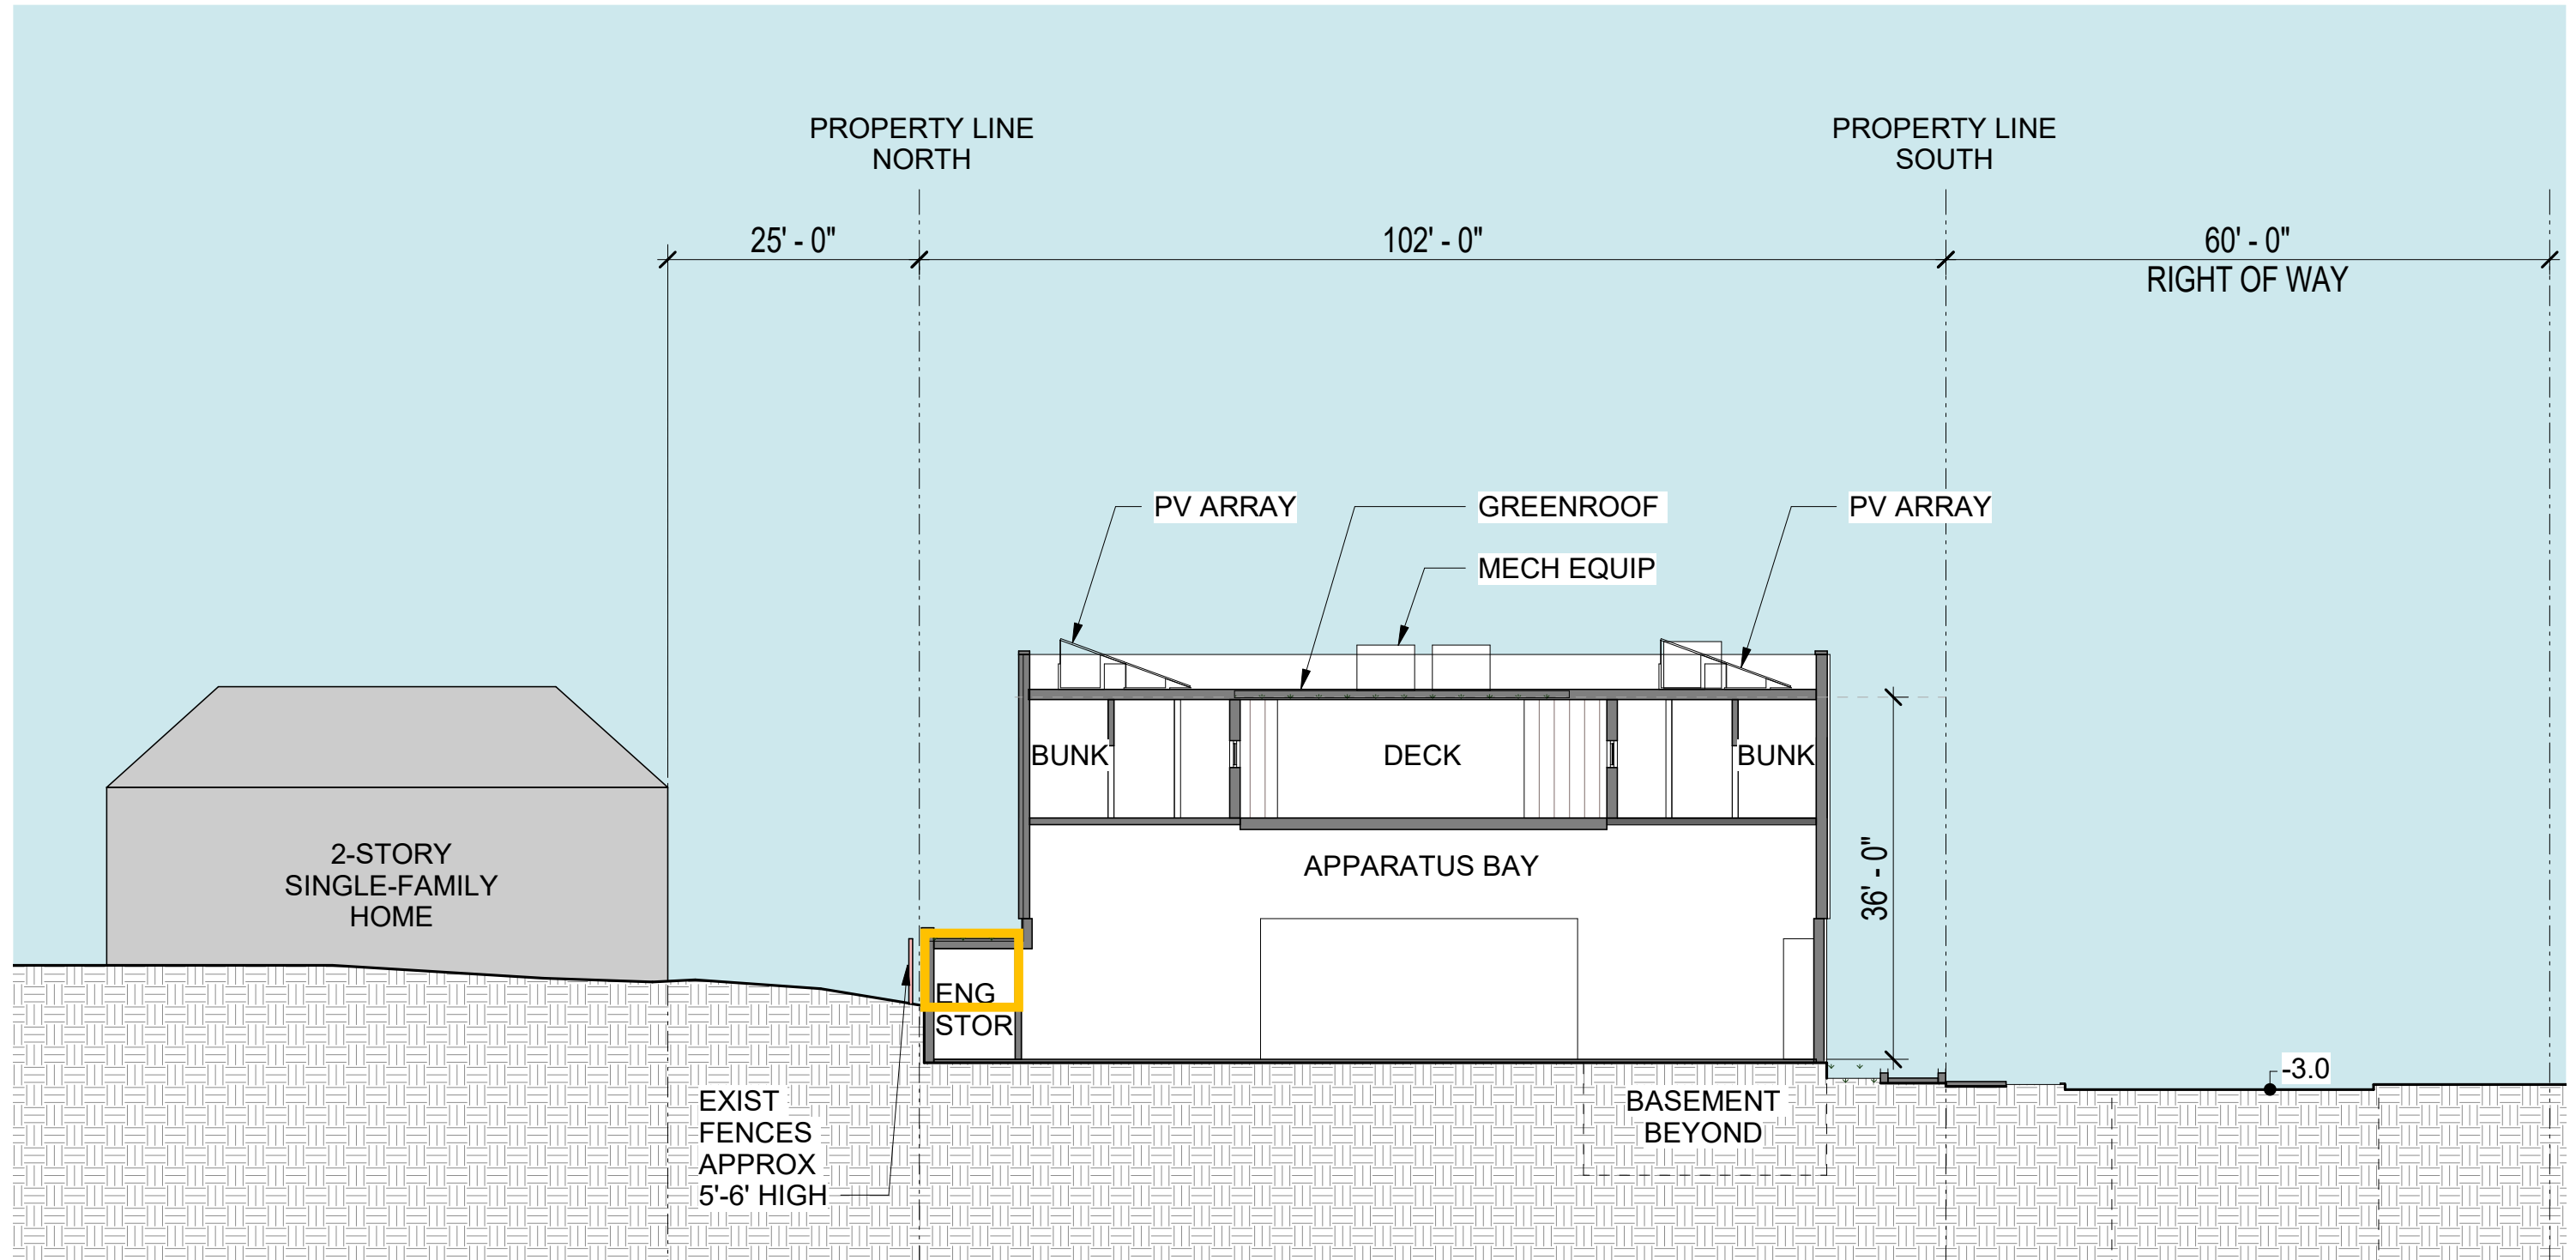 PROPERTY LINE
NORTH
PROPERTY LINE
SOUTH
25' - 0"
102' - 0"
60' - 0"
RIGHT OF WAY
PV ARRAY
GREENROOF
PV ARRAY
MECH EQUIP
BUNK
DECK
BUNK
2-STORY
SINGLE-FAMILY
HOME
APPARATUS BAY
36' - 0"
ENG
STOR
EXIST
FENCES
APPROX
5'-6' HIGH
BASEMENT
BEYOND
-3.0